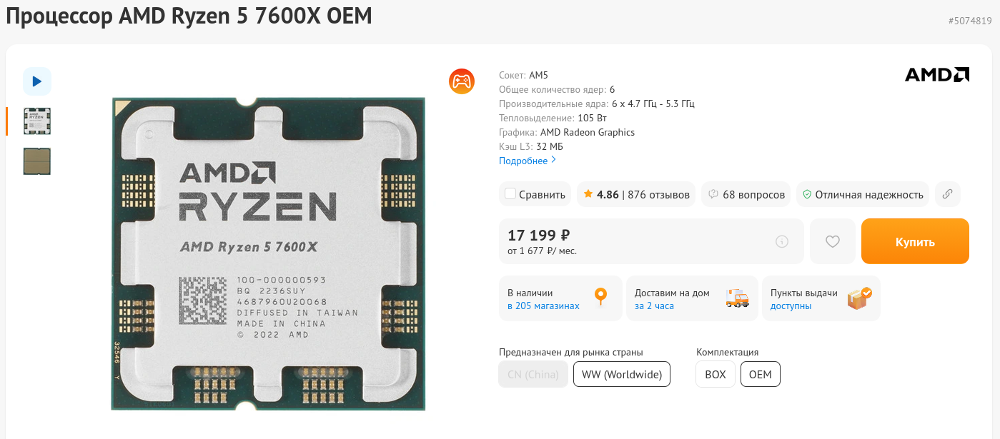 Процессор AMD Ryzen 5 7600X OEM
#5074819
AMD
Сокет: AM5
Общее количество ядер: 6
Производительные ядра: 6 x 4.7 ГГц - 5.3 ГГц
Тепловыделение: 105 Вт
Графика: AMD Radeon Graphics
Кэш L3: 32 МБ
Подробнее
AMD
RYZEN
AMD Ryzen 5 7600X
100-000000593
BQ 2236SUY
4687960U20068
DIFFUSED IN TAIWAN
MADE IN CHINA
© 2022 AMD
32546 Y
Сравнить
4.86 | 876 отзывов
68 вопросов
Отличная надежность
17 199 ₽
от 1 677 ₽/ мес.
Купить
В наличии
в 205 магазинах
Доставим на дом
за 2 часа
Пункты выдачи
доступны
Предназначен для рынка страны
CN (China)
WW (Worldwide)
Комплектация
BOX
OEM